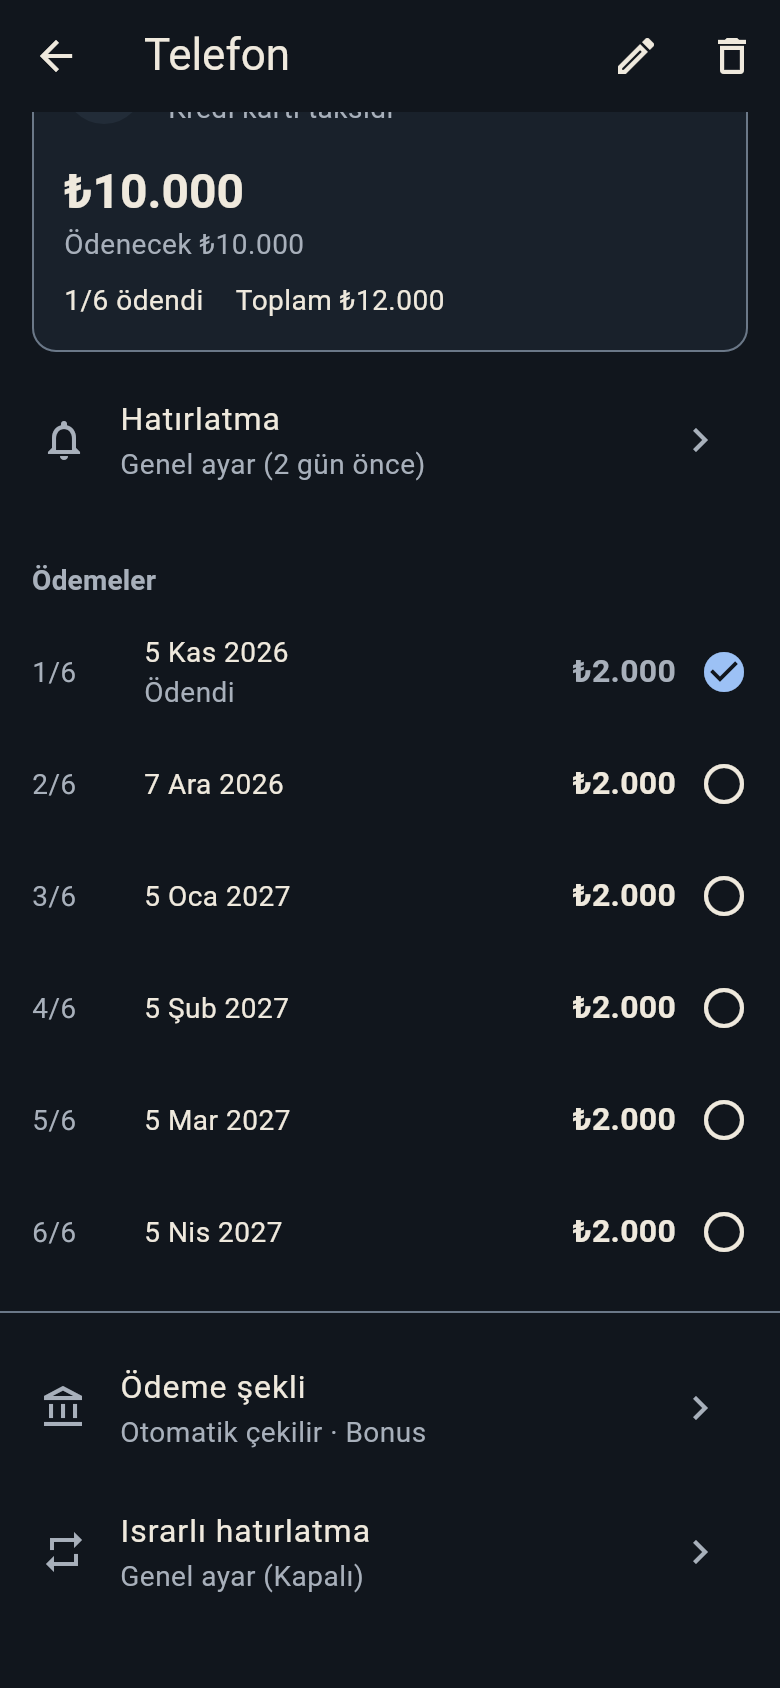 Telefon
Kredi kartı taksidi
₺10.000
Ödenecek ₺10.000
1/6 ödendi Toplam ₺12.000
Hatırlatma
Genel ayar (2 gün önce)
Ödemeler
1/6 5 Kas 2026 ₺2.000
Ödendi
2/6 7 Ara 2026 ₺2.000
3/6 5 Oca 2027 ₺2.000
4/6 5 Şub 2027 ₺2.000
5/6 5 Mar 2027 ₺2.000
6/6 5 Nis 2027 ₺2.000
Ödeme şekli
Otomatik çekilir · Bonus
Israrlı hatırlatma
Genel ayar (Kapalı)